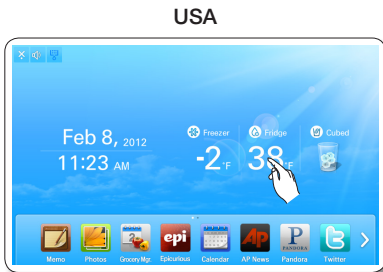 USA
Freezer
Fridge
Cubed
Feb 8, 2012
11:23 AM
-2 °F
38 °F
epi
AP
P
PANDORA
Memo
Photos
Grocery Mgt.
Epicurious
Calendar
AP News
Pandora
Twitter